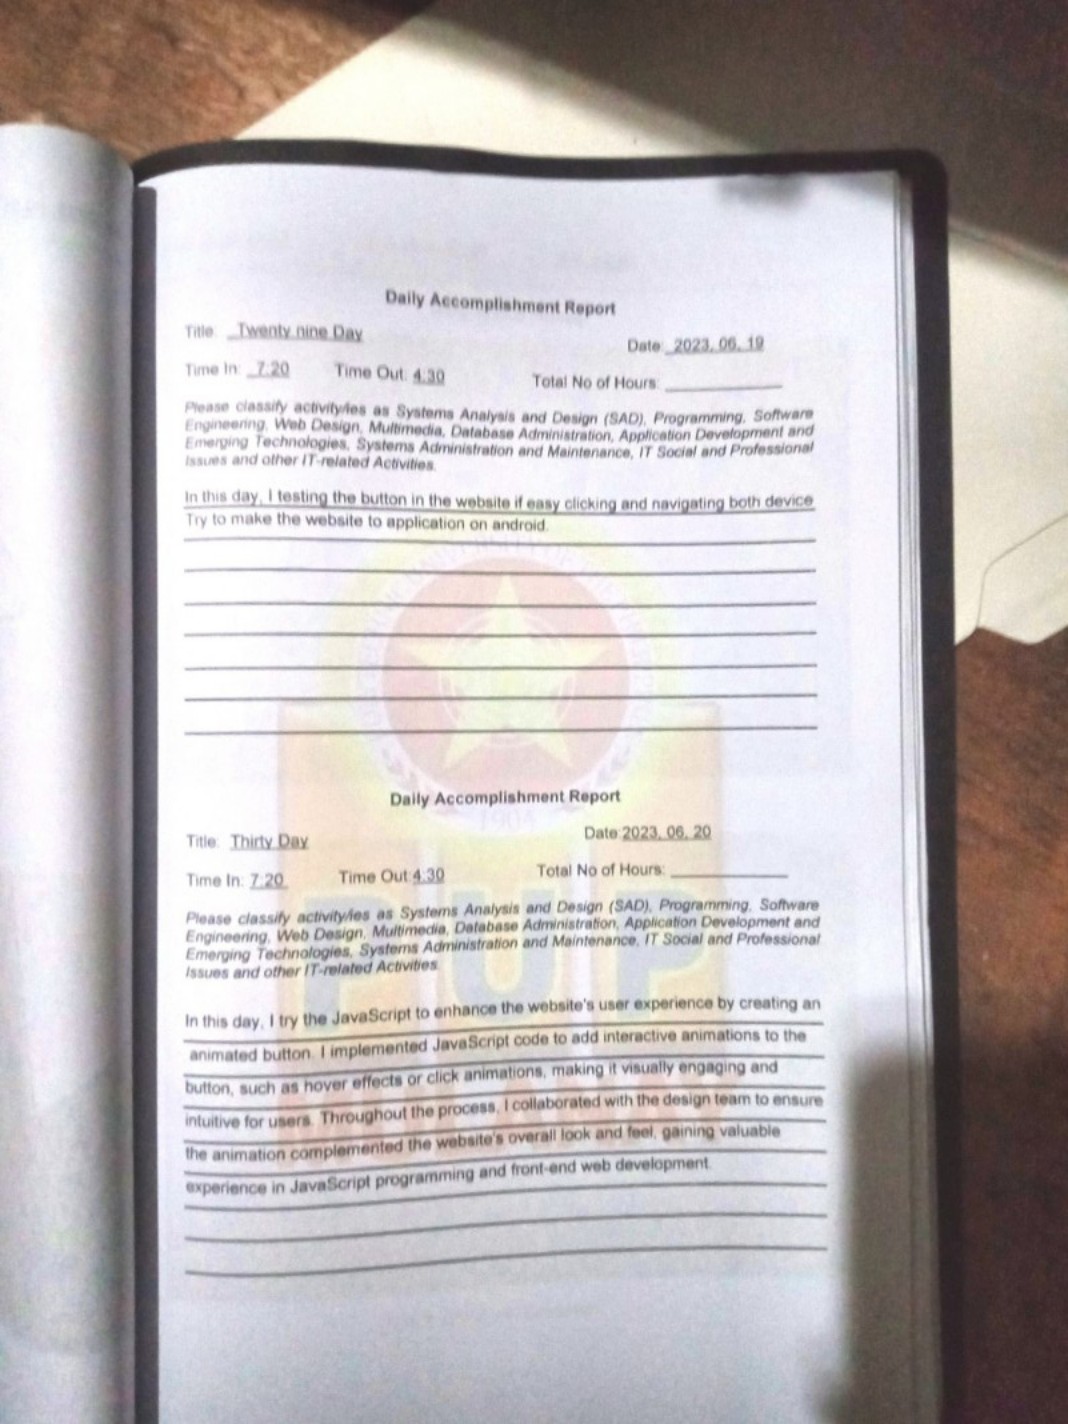 Daily Accomplishment Report
Title: Twenty nine Day Date: 2023. 06. 19
Time In: 7:20 Time Out: 4:30 Total No of Hours:
Please classify activity/ies as Systems Analysis and Design (SAD), Programming, Software
Engineering, Web Design, Multimedia, Database Administration, Application Development and
Emerging Technologies, Systems Administration and Maintenance, IT Social and Professional
Issues and other IT-related Activities.
In this day, I testing the button in the website if easy clicking and navigating both device
Try to make the website to application on android.
1904
Daily Accomplishment Report
Title: Thirty Day Date: 2023. 06. 20
Time In: 7:20 Time Out: 4:30 Total No of Hours:
Please classify activity/ies as Systems Analysis and Design (SAD), Programming, Software
Engineering, Web Design, Multimedia, Database Administration, Application Development and
Emerging Technologies, Systems Administration and Maintenance, IT Social and Professional
Issues and other IT-related Activities.
PUP
In this day, I try the JavaScript to enhance the website's user experience by creating an
animated button. I implemented JavaScript code to add interactive animations to the
button, such as hover effects or click animations, making it visually engaging and
intuitive for users. Throughout the process, I collaborated with the design team to ensure
the animation complemented the website's overall look and feel, gaining valuable
experience in JavaScript programming and front-end web development.